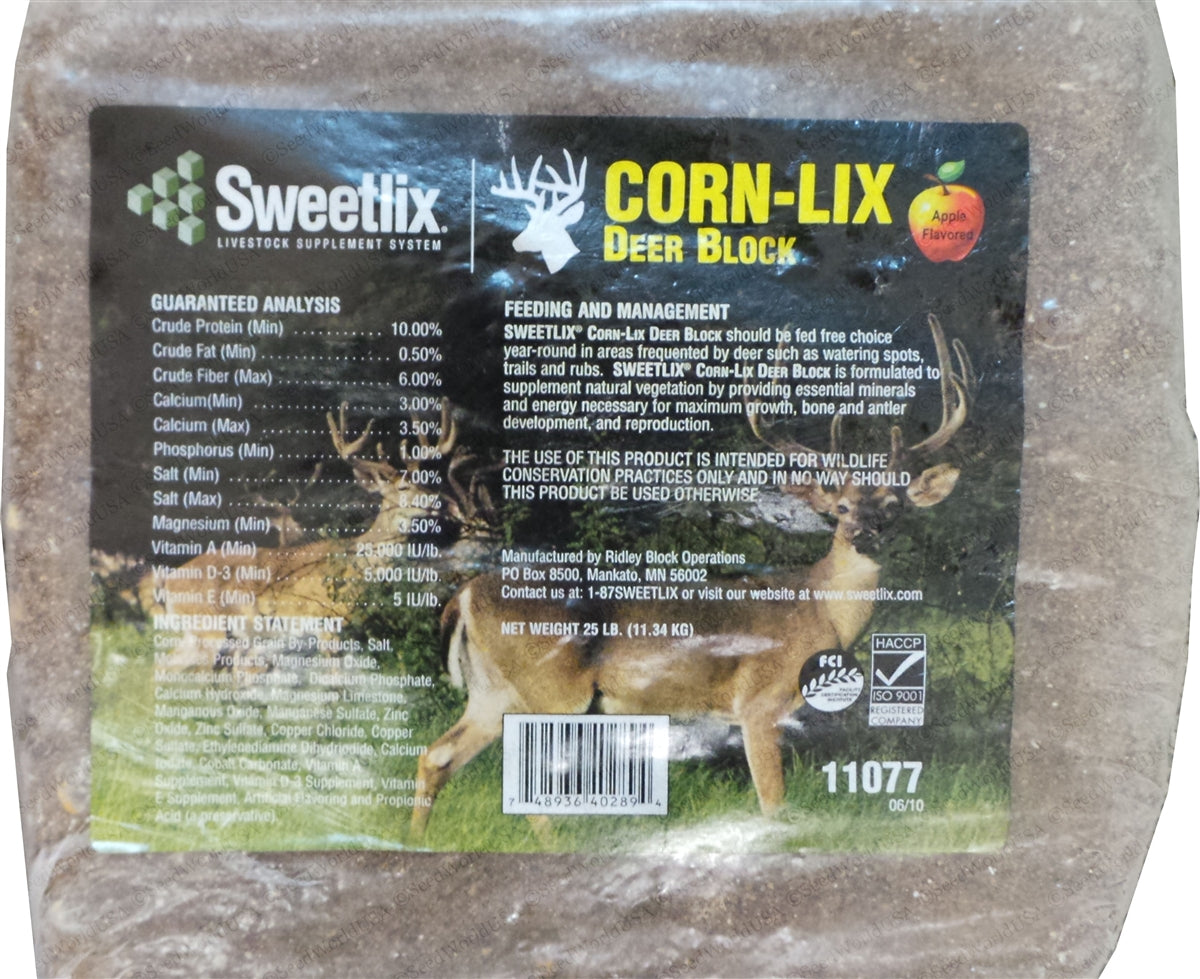 Sweetlix®
LIVESTOCK SUPPLEMENT SYSTEM
CORN-LIX
DEER BLOCK
Apple
Flavored
GUARANTEED ANALYSIS
Crude Protein (Min) ............ 10.00%
Crude Fat (Min) ................. 0.50%
Crude Fiber (Max) .............. 6.00%
Calcium(Min) ................... 3.00%
Calcium (Max) .................. 3.50%
Phosphorus (Min) ............... 1.00%
Salt (Min) ...................... 7.00%
Salt (Max) ...................... 8.40%
Magnesium (Min) ................ 3.50%
Vitamin A (Min) .......... 25,000 IU/lb.
Vitamin D-3 (Min) ......... 5,000 IU/lb.
Vitamin E (Min) ............... 5 IU/lb.
INGREDIENT STATEMENT
Corn, Processed Grain By-Products, Salt,
Molasses Products, Magnesium Oxide,
Monocalcium Phosphate, Dicalcium Phosphate,
Calcium Hydroxide, Magnesium Limestone,
Manganous Oxide, Manganese Sulfate, Zinc
Oxide, Zinc Sulfate, Copper Chloride, Copper
Sulfate, Ethylenediamine Dihydriodide, Calcium
Iodate, Cobalt Carbonate, Vitamin A
Supplement, Vitamin D-3 Supplement, Vitamin
E Supplement, Artificial Flavoring and Propionic
Acid (a preservative).
FEEDING AND MANAGEMENT
SWEETLIX® CORN-LIX DEER BLOCK should be fed free choice
year-round in areas frequented by deer such as watering spots,
trails and rubs. SWEETLIX® CORN-LIX DEER BLOCK is formulated to
supplement natural vegetation by providing essential minerals
and energy necessary for maximum growth, bone and antler
development, and reproduction.
THE USE OF THIS PRODUCT IS INTENDED FOR WILDLIFE
CONSERVATION PRACTICES ONLY AND IN NO WAY SHOULD
THIS PRODUCT BE USED OTHERWISE.
Manufactured by Ridley Block Operations
PO Box 8500, Mankato, MN 56002
Contact us at: 1-87SWEETLIX or visit our website at www.sweetlix.com
NET WEIGHT 25 LB. (11.34 KG)
FCI
FACILITY
CERTIFICATION
INSTITUTE
HACCP
ISO 9001
REGISTERED
COMPANY
7 48936 40289 4
11077
06/10
©SeedWorldUSA